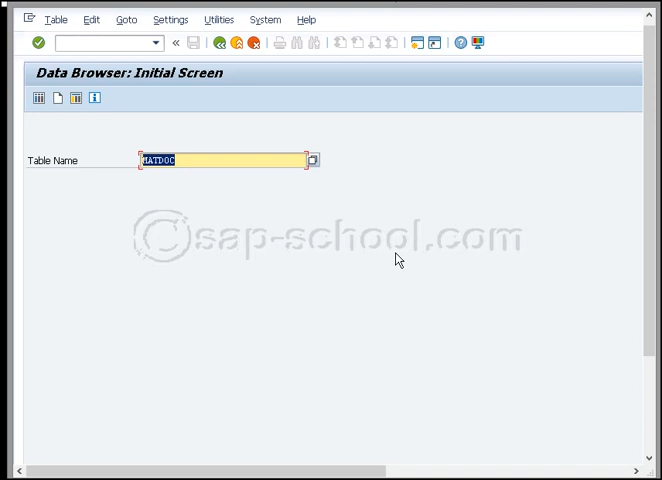 Table Edit Goto Settings Utilities System Help
Data Browser: Initial Screen
Table Name MATDOC
©sap-school.com